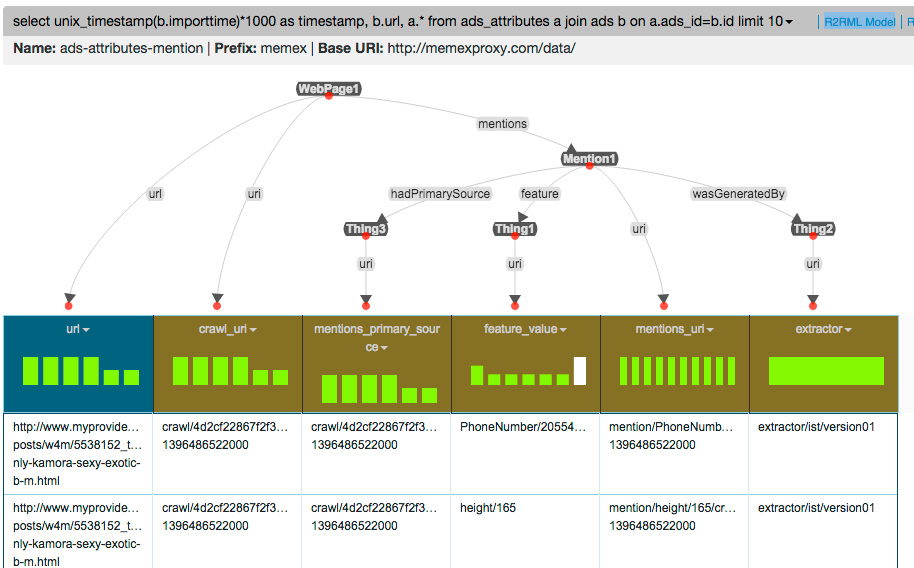 select unix_timestamp(b.importtime)*1000 as timestamp, b.url, a.* from ads_attributes a join ads b on a.ads_id=b.id limit 10 | R2RML Model | R
Name: ads-attributes-mention | Prefix: memex | Base URI: http://memexproxy.com/data/
WebPage1
mentions
Mention1
url uri hadPrimarySource feature wasGeneratedBy
Thing3 Thing1 uri Thing2
uri uri uri
url crawl_uri mentions_primary_sour feature_value mentions_uri extractor
ce
http://www.myprovide... crawl/4d2cf22867f2f3... crawl/4d2cf22867f2f3... PhoneNumber/20554... mention/PhoneNumb... extractor/ist/version01
posts/w4m/5538152_t... 1396486522000 1396486522000 1396486522000
nly-kamora-sexy-exotic-
b-m.html
http://www.myprovide... crawl/4d2cf22867f2f3... crawl/4d2cf22867f2f3... height/165 mention/height/165/cr... extractor/ist/version01
posts/w4m/5538152_t... 1396486522000 1396486522000 1396486522000
nly-kamora-sexy-exotic-
b-m.html